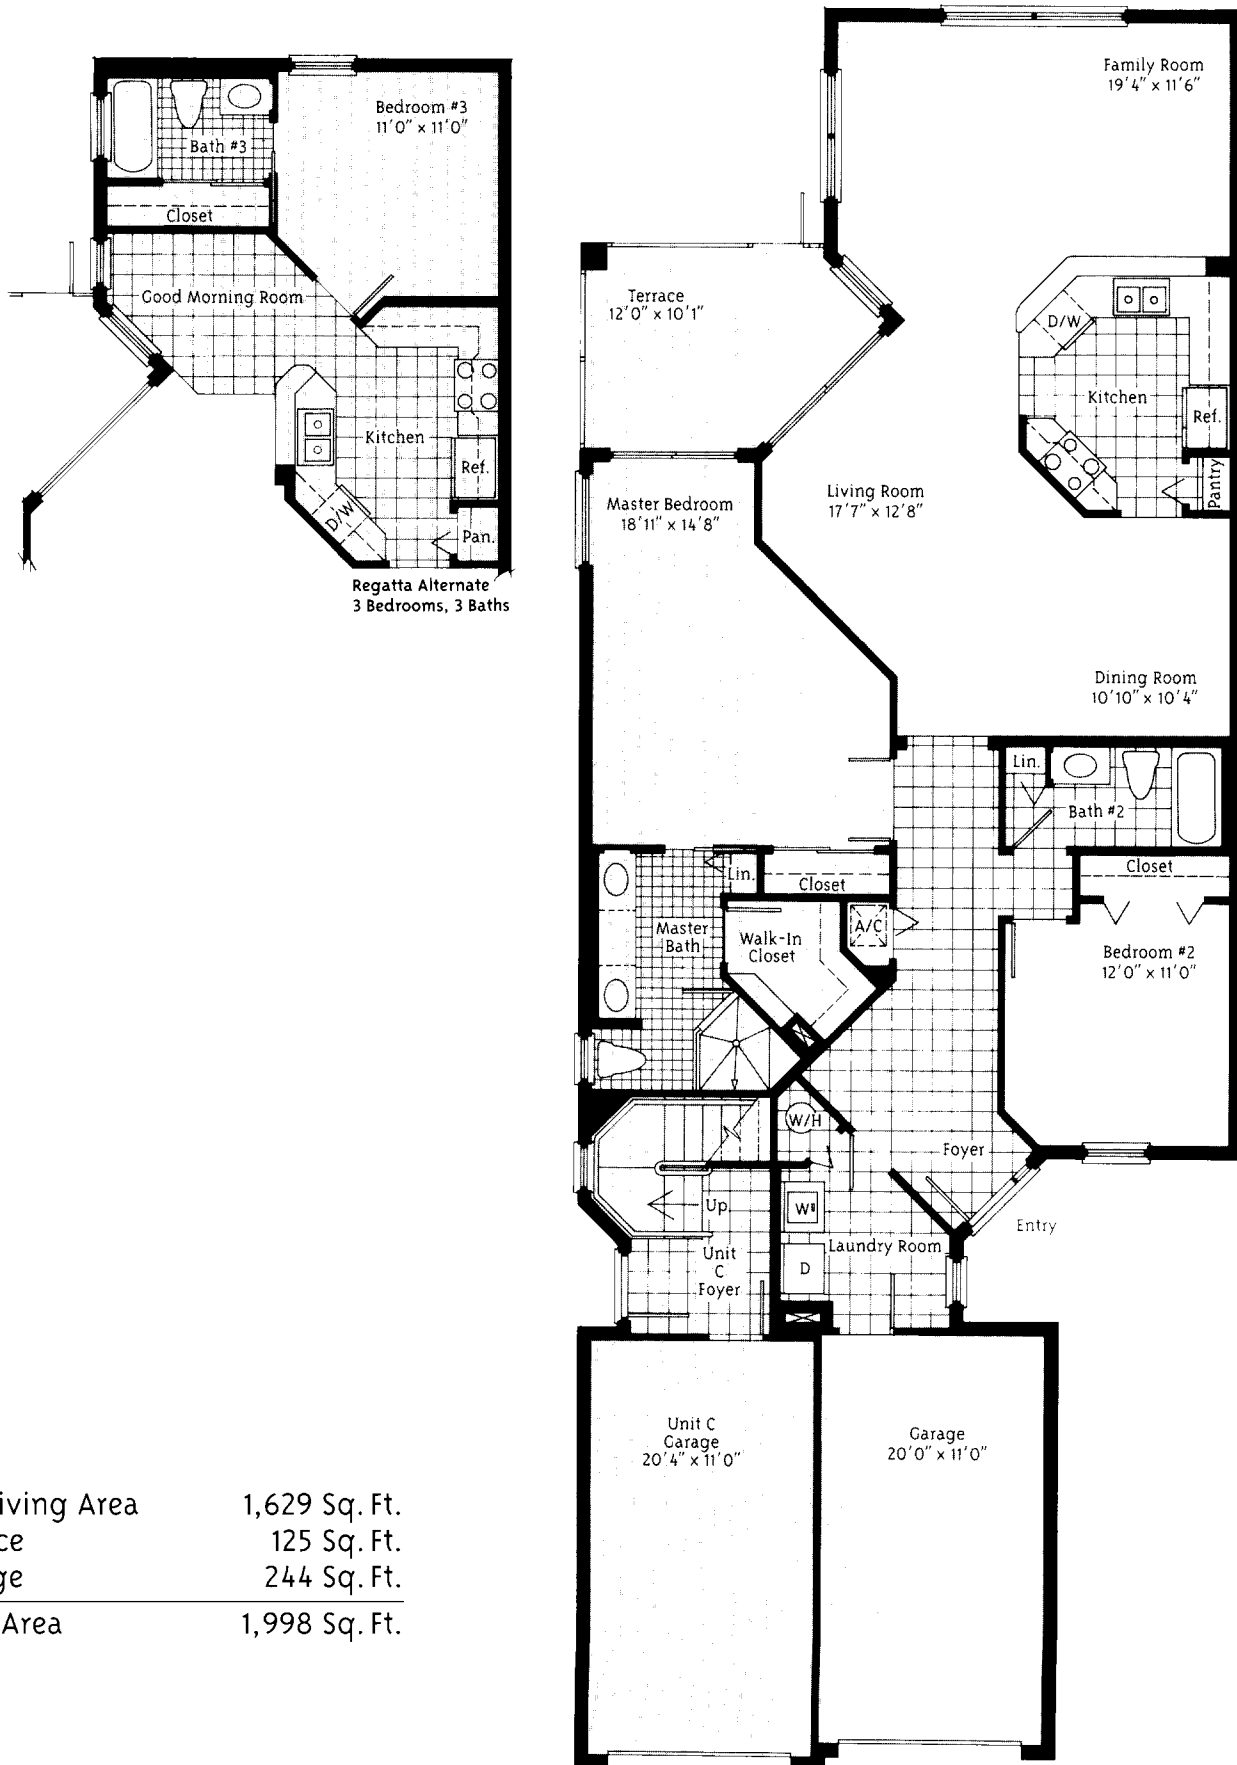 Bedroom #3
11'0" x 11'0"
Bath #3
Closet
Good Morning Room
Kitchen
Ref.
D/W
Pan.
Regatta Alternate
3 Bedrooms, 3 Baths
Family Room
19'4" x 11'6"
Terrace
12'0" x 10'1"
D/W
Kitchen
Ref.
Pantry
Master Bedroom
18'11" x 14'8"
Living Room
17'7" x 12'8"
Dining Room
10'10" x 10'4"
Lin.
Bath #2
Closet
Lin.
Closet
Master
Bath
Walk-In
Closet
A/C
Bedroom #2
12'0" x 11'0"
W/H
Foyer
Up
W
Entry
Unit
C
Foyer
Laundry Room
D
Unit C
Garage
20'4" x 11'0"
Garage
20'0" x 11'0"
iving Area 1,629 Sq. Ft.
ce 125 Sq. Ft.
ge 244 Sq. Ft.
Area 1,998 Sq. Ft.